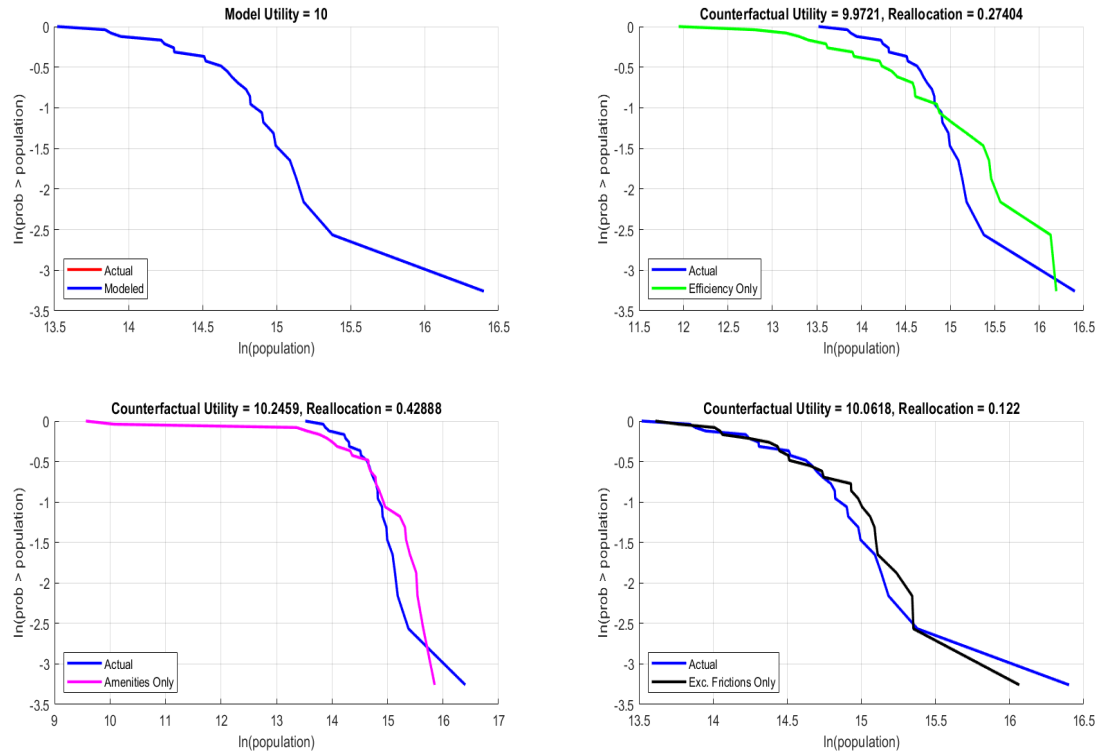 Model Utility = 10
0
-0.5
-1
-1.5
-2
-2.5
-3
-3.5
ln(prob > population)
Actual
Modeled
13.5 14 14.5 15 15.5 16 16.5
ln(population)
Counterfactual Utility = 9.9721, Reallocation = 0.27404
0
-0.5
-1
-1.5
-2
-2.5
-3
-3.5
ln(prob > population)
Actual
Efficiency Only
11.5 12 12.5 13 13.5 14 14.5 15 15.5 16 16.5
ln(population)
Counterfactual Utility = 10.2459, Reallocation = 0.42888
0
-0.5
-1
-1.5
-2
-2.5
-3
-3.5
ln(prob > population)
Actual
Amenities Only
9 10 11 12 13 14 15 16 17
ln(population)
Counterfactual Utility = 10.0618, Reallocation = 0.122
0
-0.5
-1
-1.5
-2
-2.5
-3
-3.5
ln(prob > population)
Actual
Exc. Frictions Only
13.5 14 14.5 15 15.5 16 16.5
ln(population)